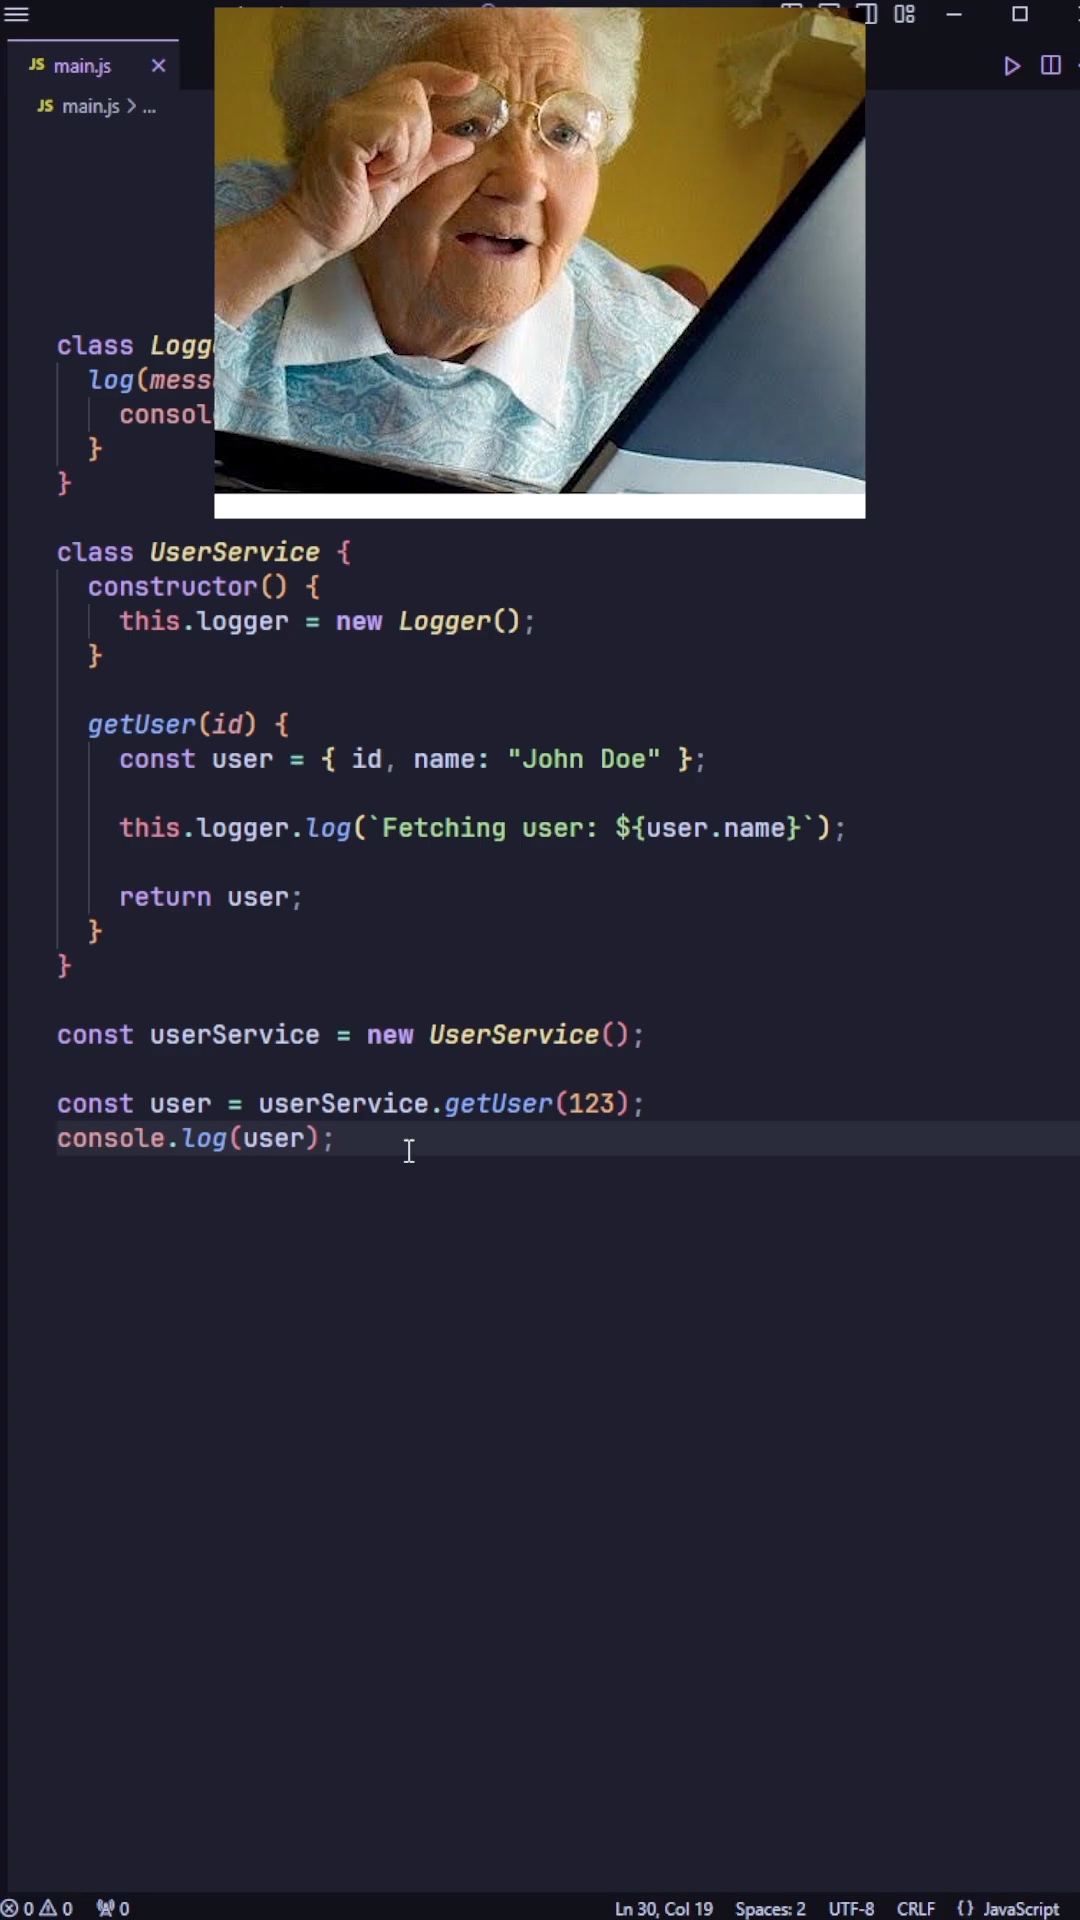 JS main.js
JS main.js > ...
class Logg
log(mess
consol
}
}
class UserService {
constructor() {
this.logger = new Logger();
}
getUser(id) {
const user = { id, name: "John Doe" };
this.logger.log(`Fetching user: ${user.name}`);
return user;
}
}
const userService = new UserService();
const user = userService.getUser(123);
console.log(user);
0 0 0 Ln 30, Col 19 Spaces: 2 UTF-8 CRLF {} JavaScript